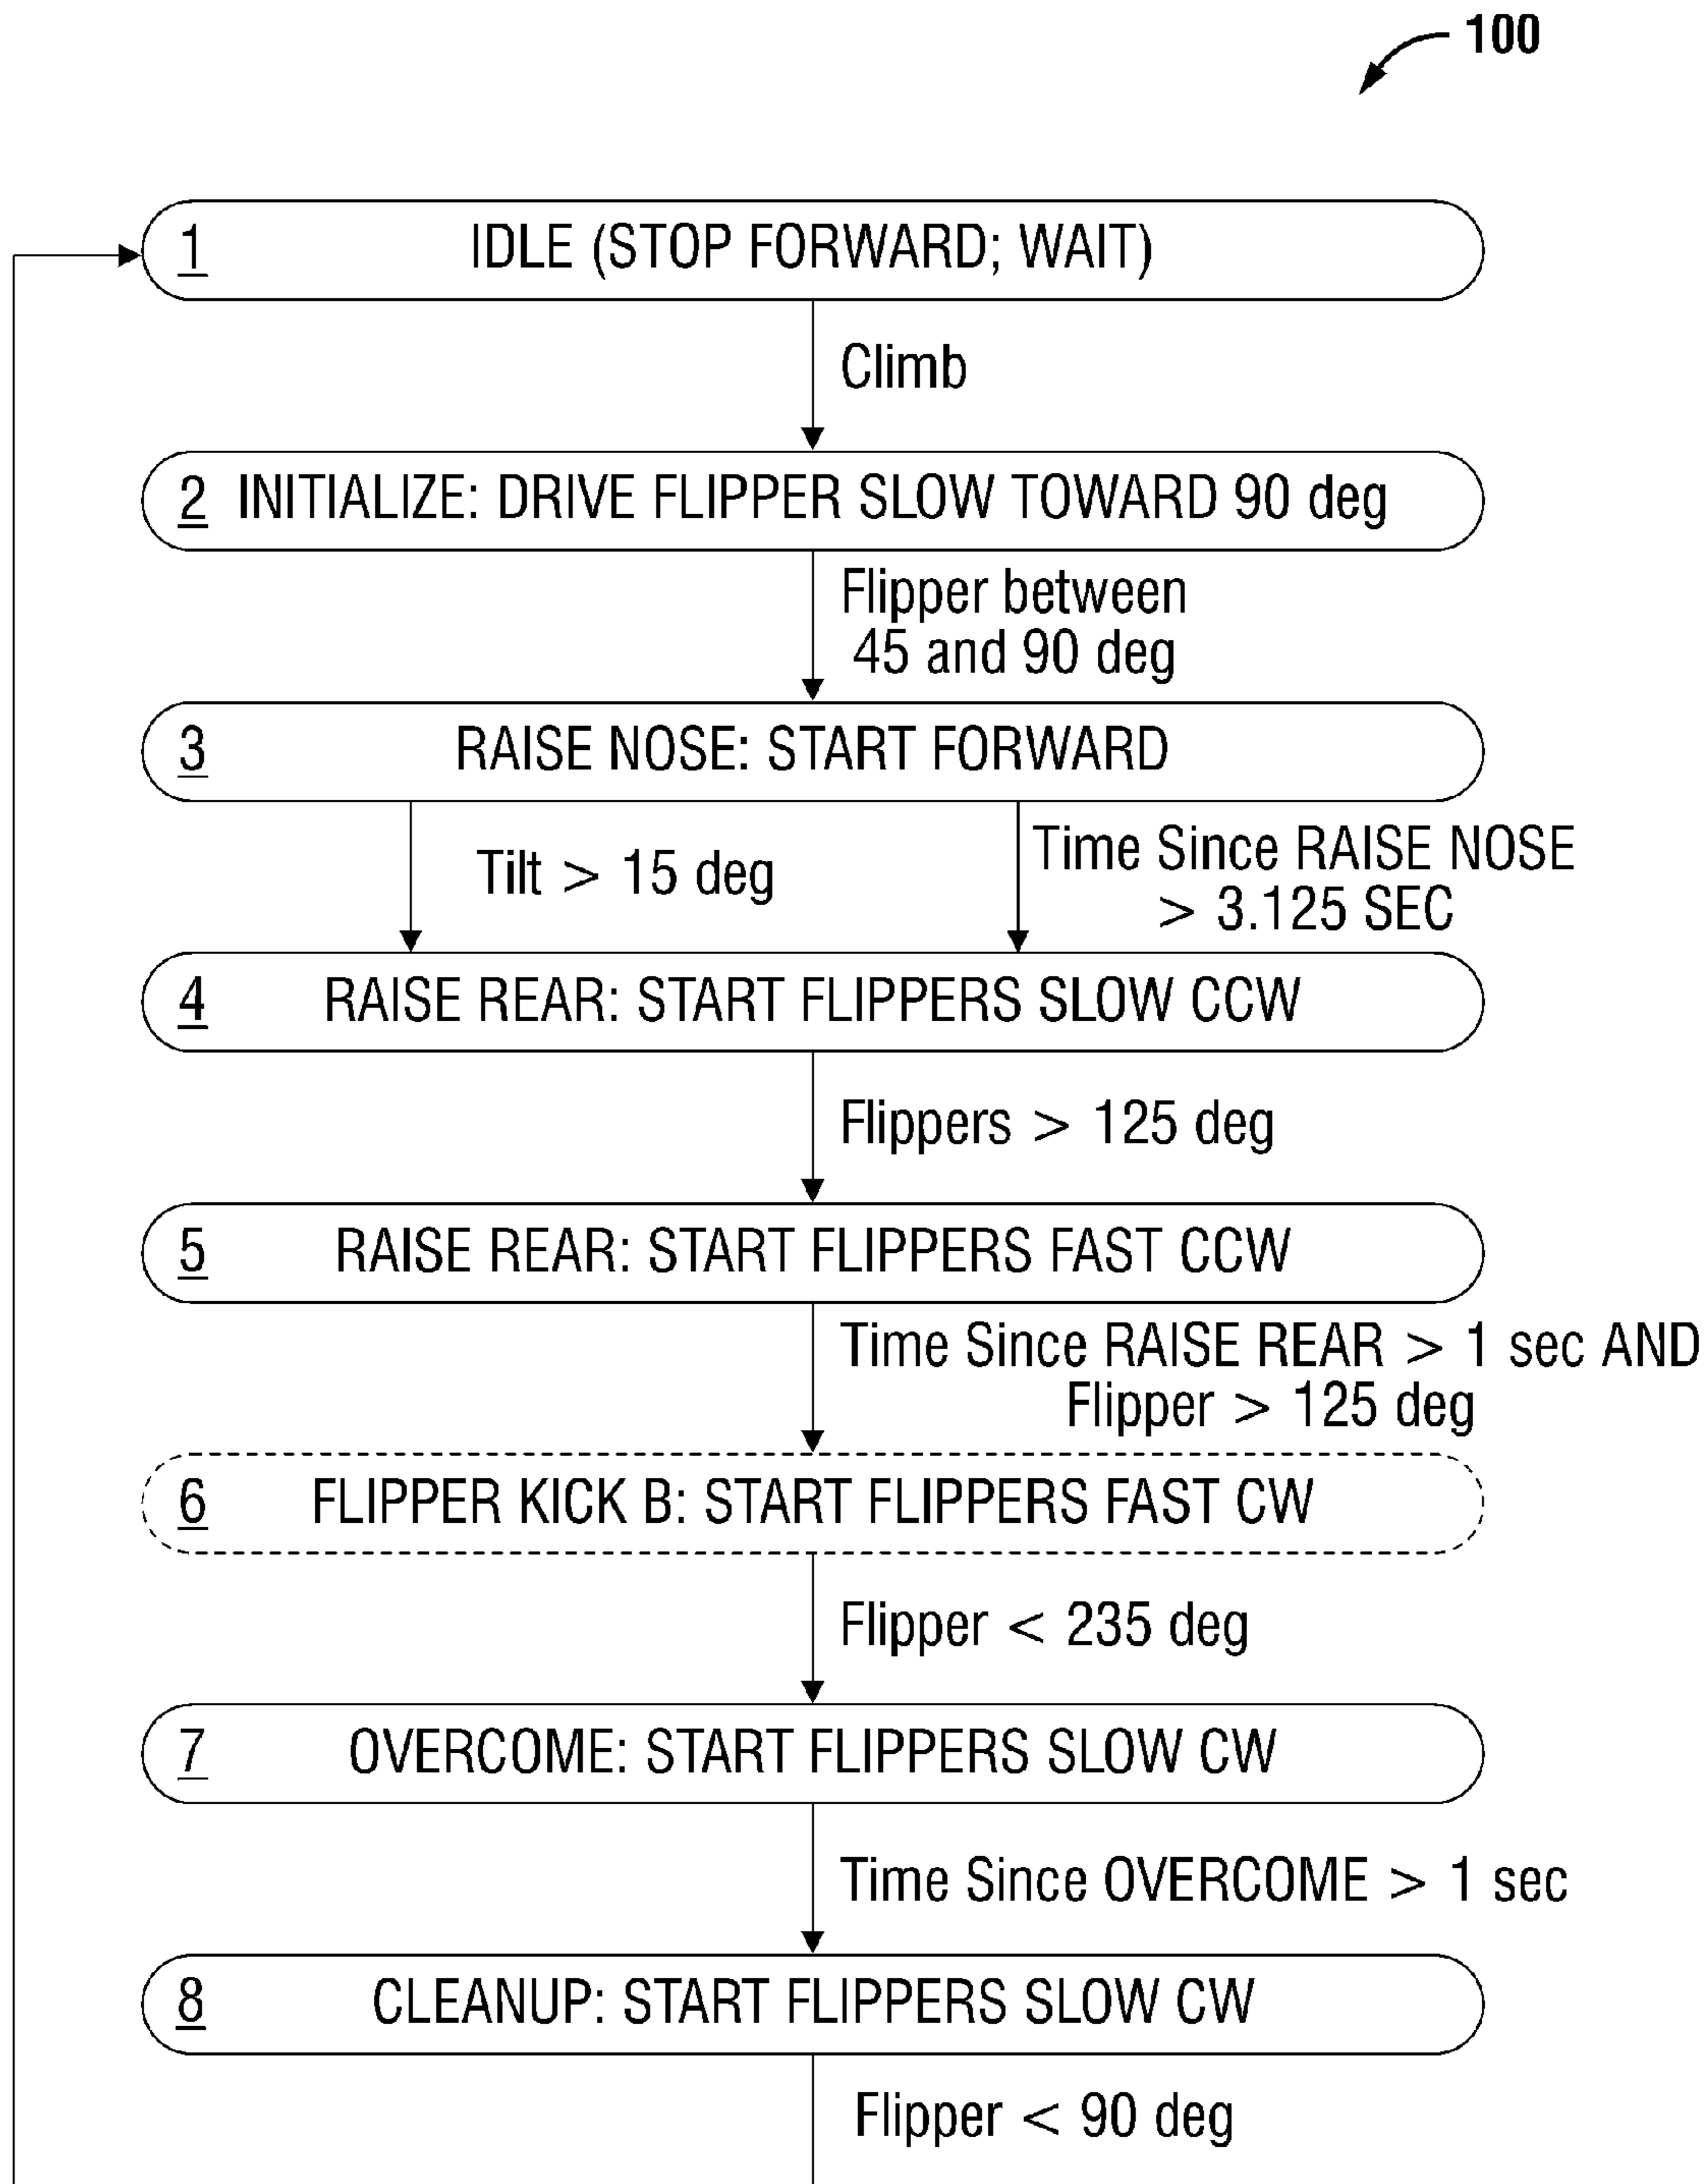 100
1 IDLE (STOP FORWARD; WAIT)
Climb
2 INITIALIZE: DRIVE FLIPPER SLOW TOWARD 90 deg
Flipper between
45 and 90 deg
3 RAISE NOSE: START FORWARD
Tilt > 15 deg
Time Since RAISE NOSE
> 3.125 SEC
4 RAISE REAR: START FLIPPERS SLOW CCW
Flippers > 125 deg
5 RAISE REAR: START FLIPPERS FAST CCW
Time Since RAISE REAR > 1 sec AND
Flipper > 125 deg
6 FLIPPER KICK B: START FLIPPERS FAST CW
Flipper < 235 deg
7 OVERCOME: START FLIPPERS SLOW CW
Time Since OVERCOME > 1 sec
8 CLEANUP: START FLIPPERS SLOW CW
Flipper < 90 deg